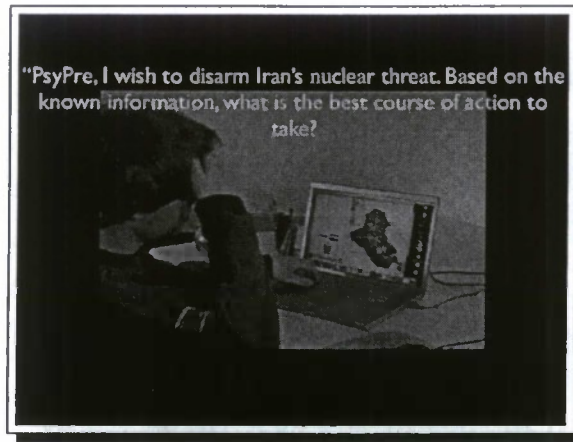 "PsyPre, I wish to disarm Iran's nuclear threat. Based on the
known information, what is the best course of action to
take?